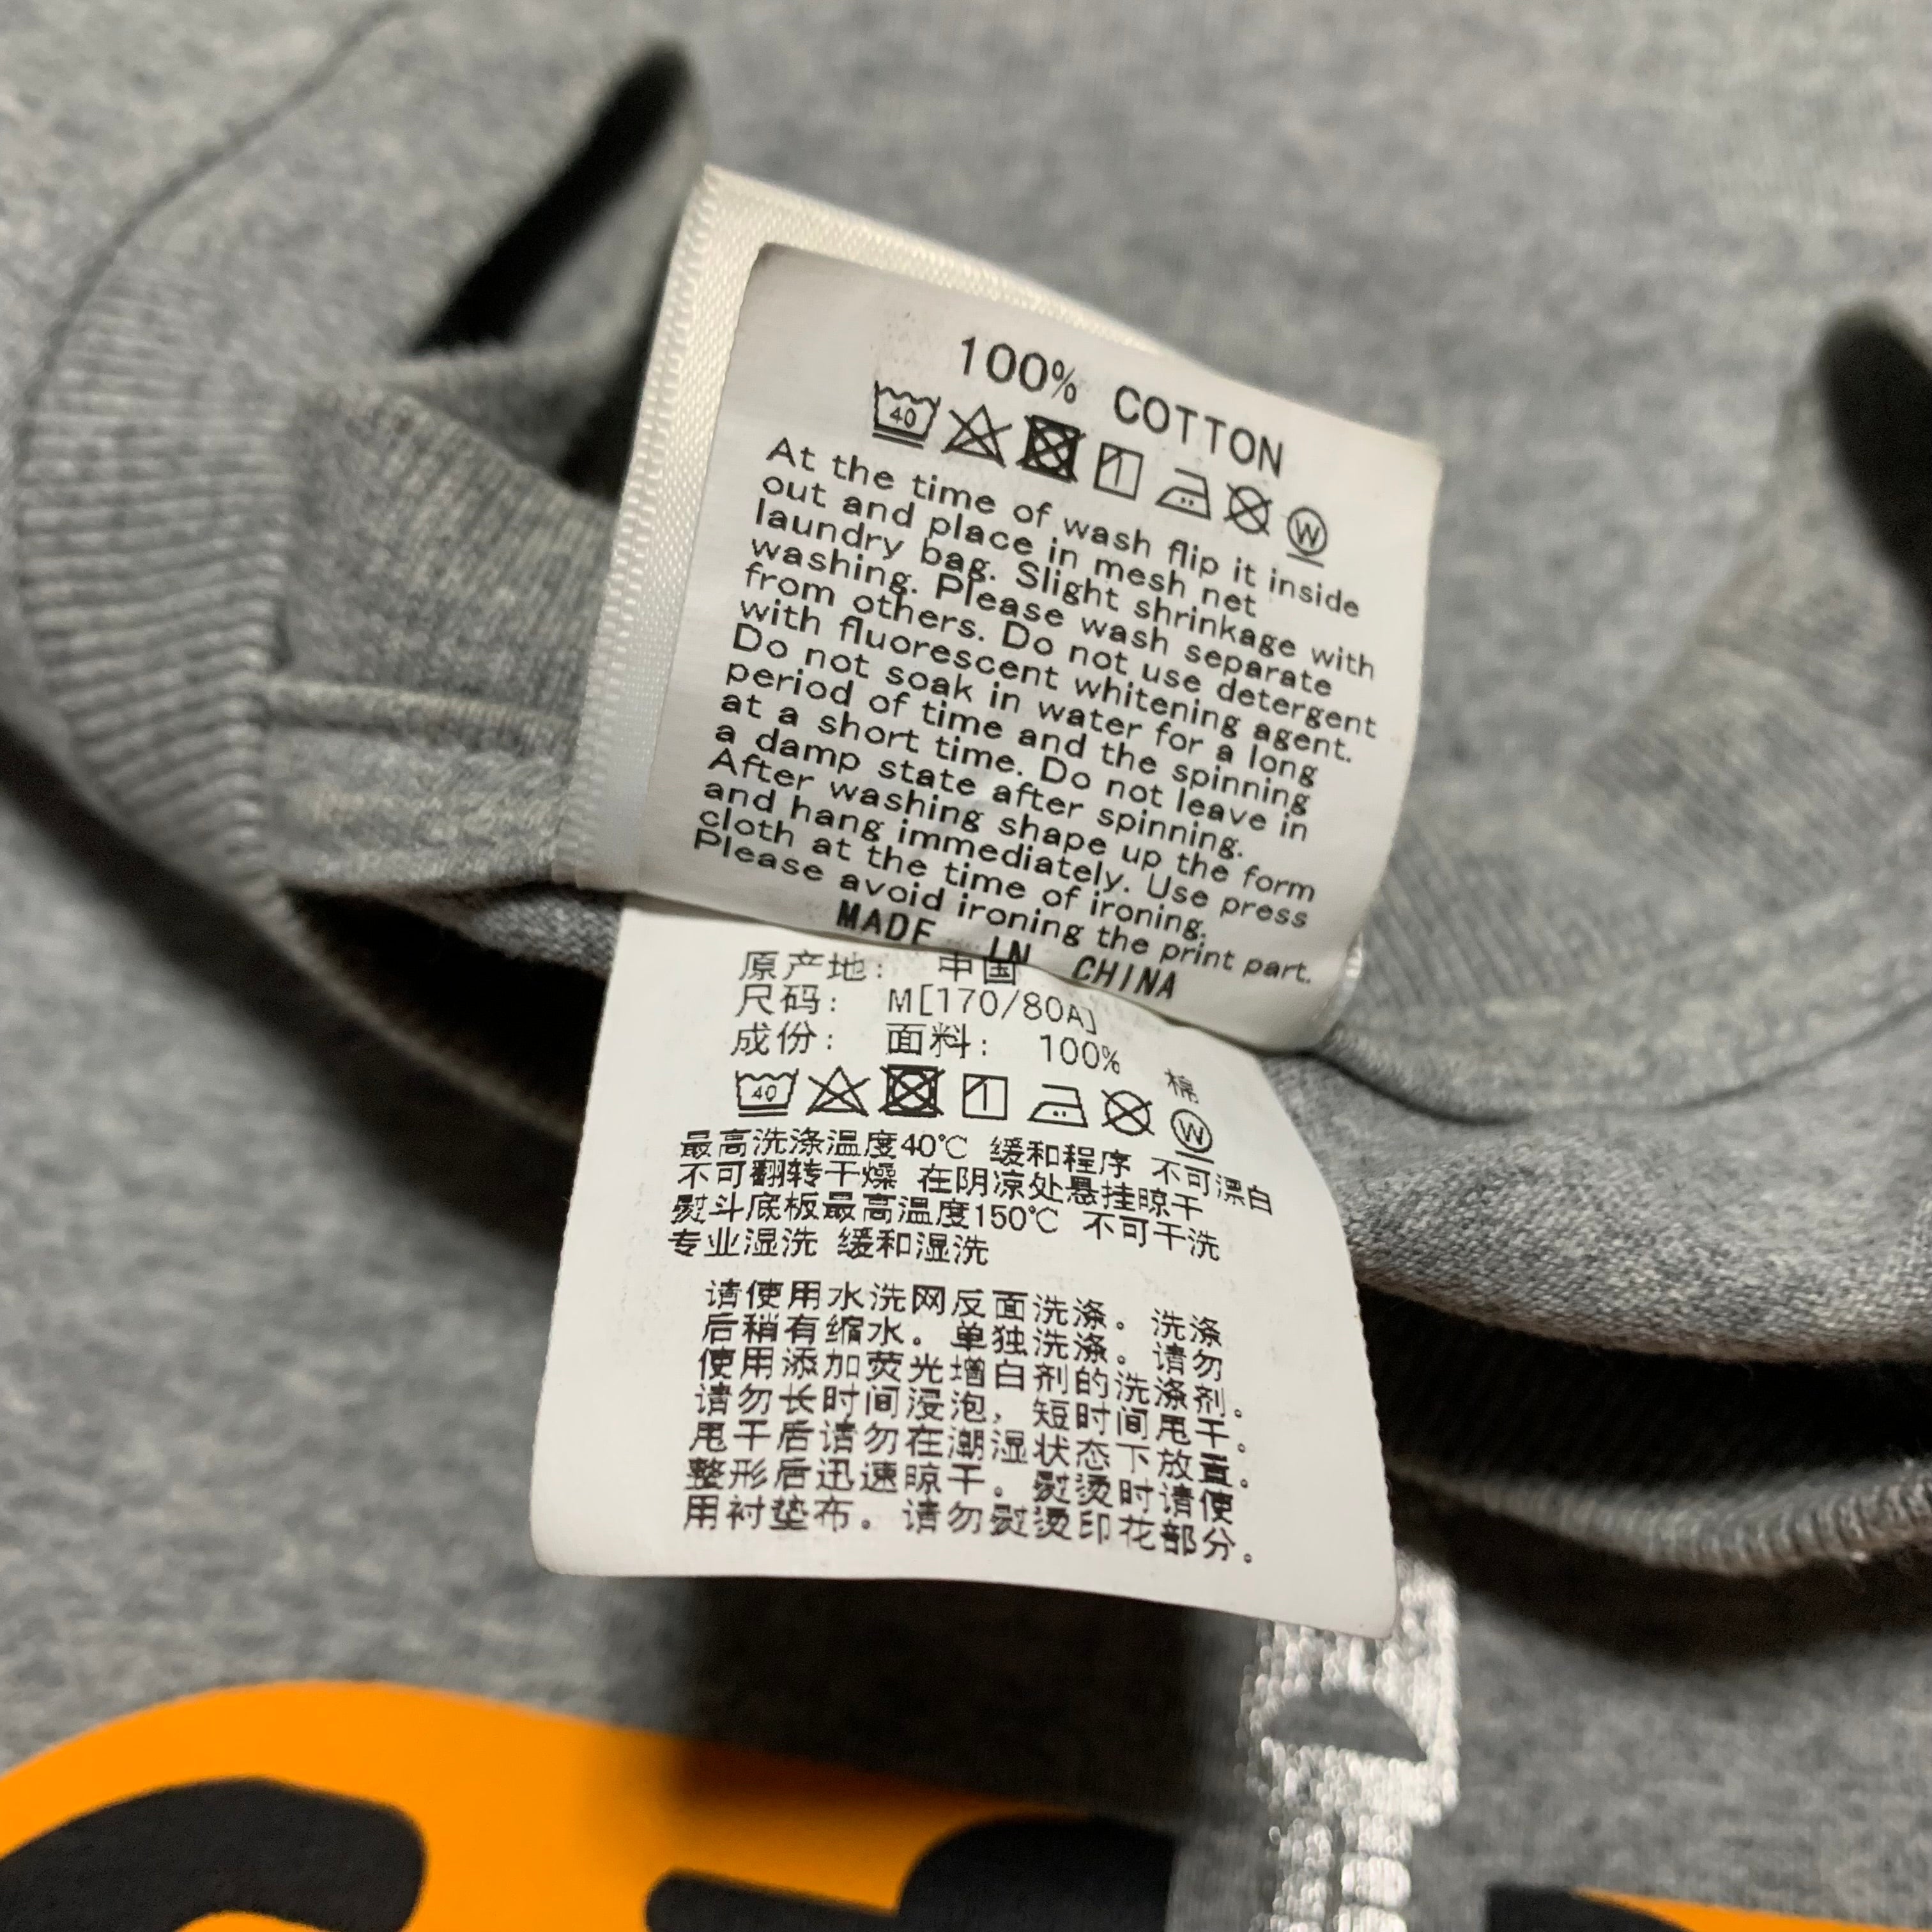 100% COTTON
40 W
At the time of wash flip it inside
out and place in mesh net
laundry bag. Slight shrinkage with
washing. Please wash separate
from others. Do not use detergent
with fluorescent whitening agent.
Do not soak in water for a long
period of time and the spinning
at a short time. Do not leave in
a damp state after spinning.
After washing shape up the form
and hang immediately. Use press
cloth at the time of ironing.
Please avoid ironing the print part.
MADE IN CHINA
原产地： 中国
尺码： M[170/80A]
成份： 面料： 100% 棉
40 W
最高洗涤温度40℃ 缓和程序 不可漂白
不可翻转干燥 在阴凉处悬挂晾干
熨斗底板最高温度150℃ 不可干洗
专业湿洗 缓和湿洗
请使用水洗网反面洗涤。洗涤
后稍有缩水。单独洗涤。请勿
使用添加荧光增白剂的洗涤剂。
请勿长时间浸泡，短时间甩干。
甩干后请勿在潮湿状态下放置。
整形后迅速晾干。熨烫时请使
用衬垫布。请勿熨烫印花部分。